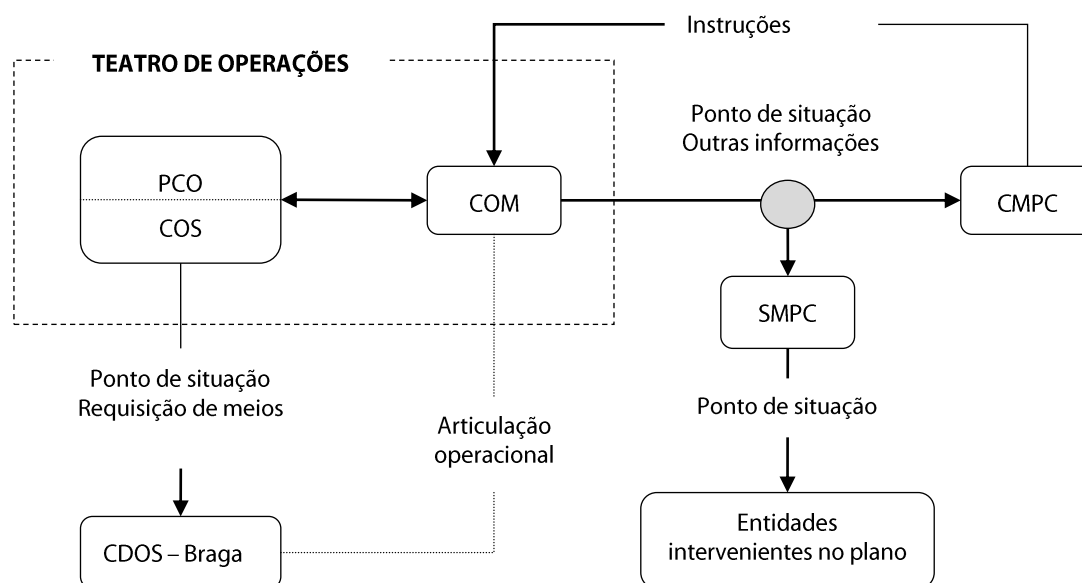 Instruções
TEATRO DE OPERAÇÕES
Ponto de situação
Outras informações
PCO
COS
COM
CMPC
SMPC
Ponto de situação
Requisição de meios
Ponto de situação
Articulação
operacional
CDOS – Braga
Entidades
intervenientes no plano